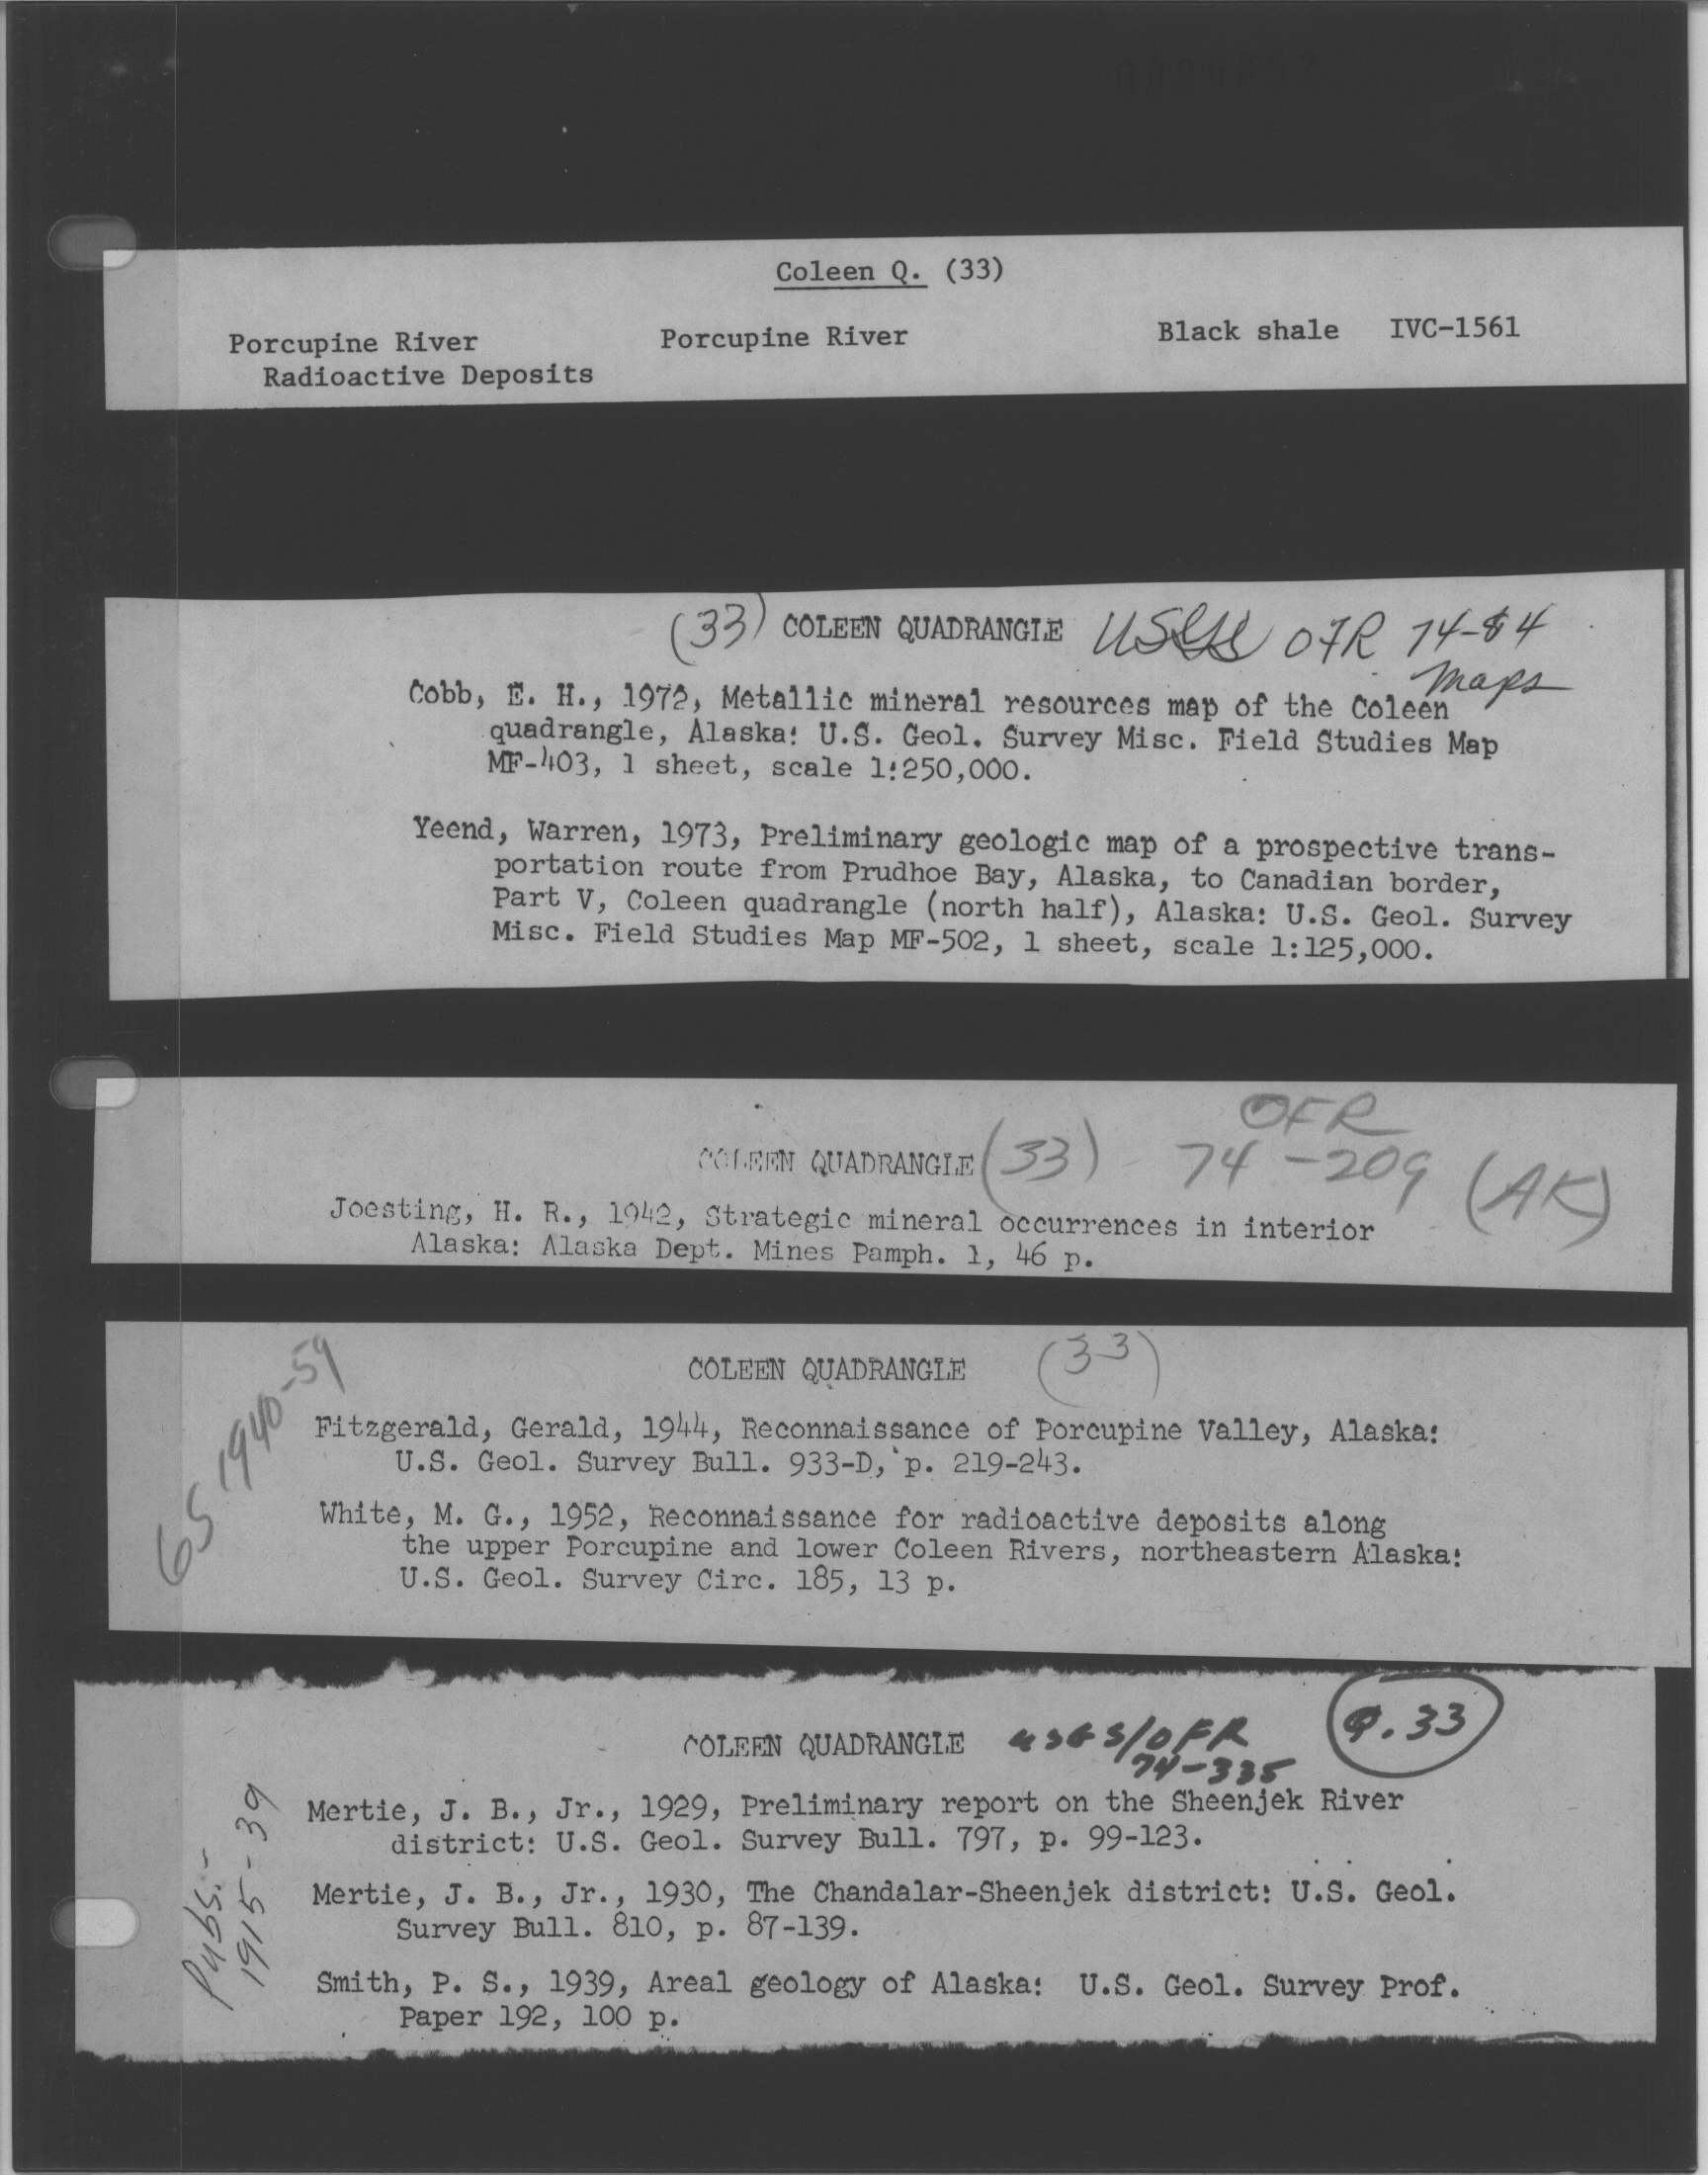 Coleen Q. (33)
Porcupine River Porcupine River Black shale IVC-1561
Radioactive Deposits
(33) COLEEN QUADRANGLE USGS OFR 74-84
Maps
Cobb, E. H., 1972, Metallic mineral resources map of the Coleen
quadrangle, Alaska: U.S. Geol. Survey Misc. Field Studies Map
MF-403, 1 sheet, scale 1:250,000.
Yeend, Warren, 1973, Preliminary geologic map of a prospective trans-
portation route from Prudhoe Bay, Alaska, to Canadian border,
Part V, Coleen quadrangle (north half), Alaska: U.S. Geol. Survey
Misc. Field Studies Map MF-502, 1 sheet, scale 1:125,000.
OFR
COLEEN QUADRANGLE (33) 74-209 (AK)
Joesting, H. R., 1942, Strategic mineral occurrences in interior
Alaska: Alaska Dept. Mines Pamph. 1, 46 p.
COLEEN QUADRANGLE (33)
GS 1940-59
Fitzgerald, Gerald, 1944, Reconnaissance of Porcupine Valley, Alaska:
U.S. Geol. Survey Bull. 933-D, p. 219-243.
White, M. G., 1952, Reconnaissance for radioactive deposits along
the upper Porcupine and lower Coleen Rivers, northeastern Alaska:
U.S. Geol. Survey Circ. 185, 13 p.
COLEEN QUADRANGLE USGS/OFR Q.33
74-335
Pubs.-
1915-39
Mertie, J. B., Jr., 1929, Preliminary report on the Sheenjek River
district: U.S. Geol. Survey Bull. 797, p. 99-123.
Mertie, J. B., Jr., 1930, The Chandalar-Sheenjek district: U.S. Geol.
Survey Bull. 810, p. 87-139.
Smith, P. S., 1939, Areal geology of Alaska: U.S. Geol. Survey Prof.
Paper 192, 100 p.